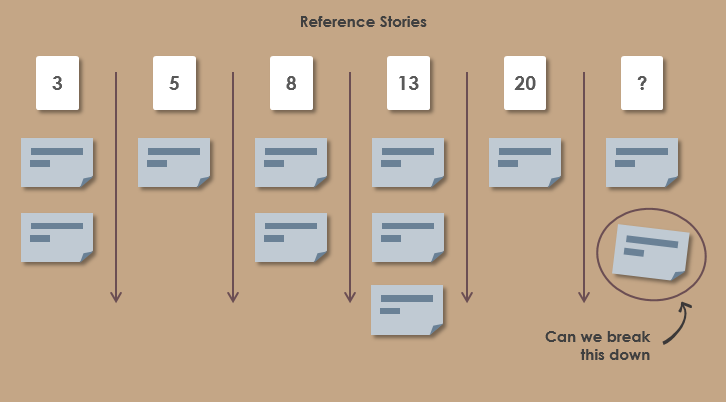 Reference Stories
3 5 8 13 20 ?
Can we break
this down